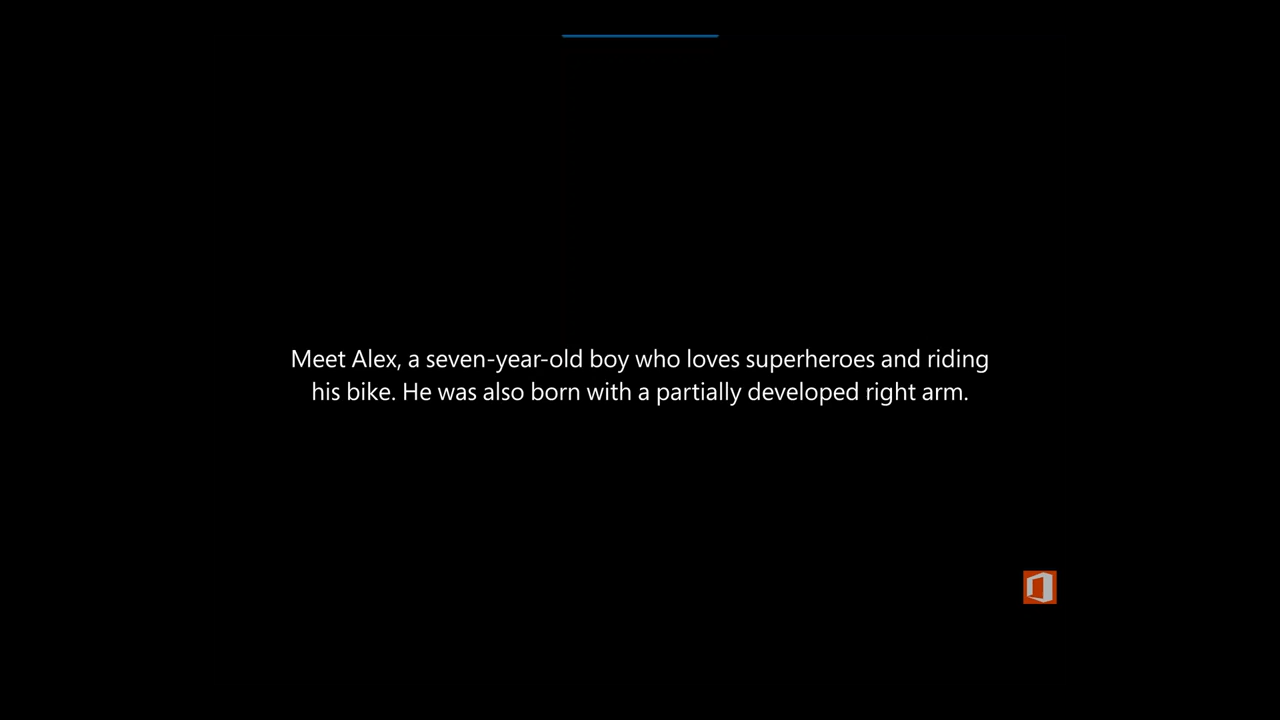 Meet Alex, a seven-year-old boy who loves superheroes and riding
his bike. He was also born with a partially developed right arm.